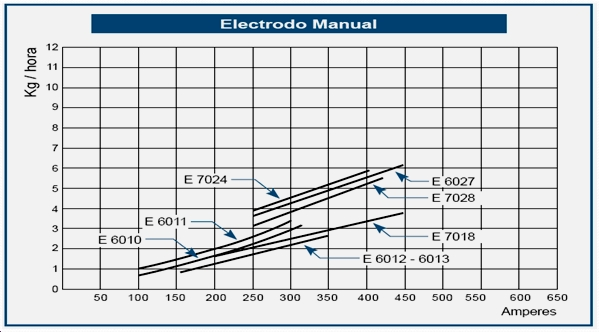 Electrodo Manual
Kg / hora
12
11
10
9
8
7
6
5
4
3
2
1
0
E 7024
E 6027
E 7028
E 6011
E 6010
E 7018
E 6012 - 6013
50 100 150 200 250 300 350 400 450 500 550 600 650
Amperes